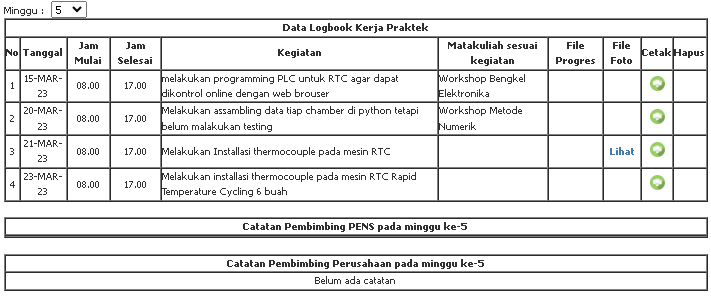 Minggu : 5
Data Logbook Kerja Praktek
No Tanggal Jam Mulai Jam Selesai Kegiatan Matakuliah sesuai kegiatan File Progres File Foto Cetak Hapus
1 15-MAR-23 08.00 17.00 melakukan programming PLC untuk RTC agar dapat dikontrol online dengan web brouser Workshop Bengkel Elektronika
2 20-MAR-23 08.00 17.00 Melakukan assambling data tiap chamber di python tetapi belum malakukan testing Workshop Metode Numerik
3 21-MAR-23 08.00 17.00 Melakukan Installasi thermocouple pada mesin RTC Lihat
4 23-MAR-23 08.00 17.00 Melakukan installasi thermocouple pada mesin RTC Rapid Temperature Cycling 6 buah
Catatan Pembimbing PENS pada minggu ke-5
Catatan Pembimbing Perusahaan pada minggu ke-5
Belum ada catatan